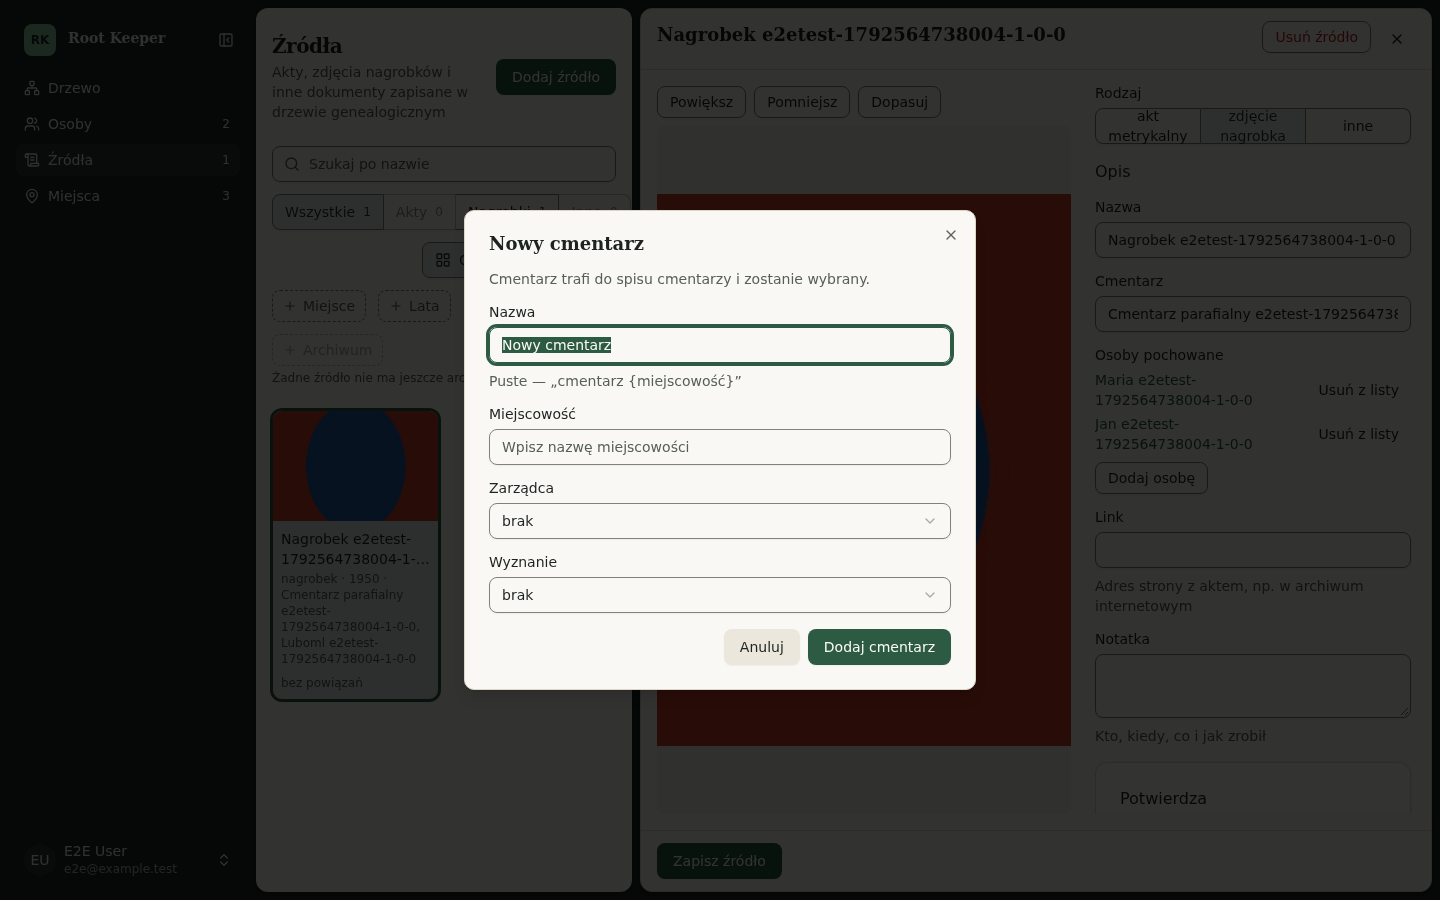 RK Root Keeper
Drzewo
Osoby 2
Źródła 1
Miejsca 3
EU E2E User
e2e@example.test
Źródła
Akty, zdjęcia nagrobków i
inne dokumenty zapisane w
drzewie genealogicznym
Dodaj źródło
Szukaj po nazwie
Wszystkie 1 Akty 0 Nagrobki 1 Inne 0
+ Miejsce + Lata
+ Archiwum
Żadne źródło nie ma jeszcze
Nagrobek e2etest-
1792564738004-1-...
nagrobek · 1950 ·
Cmentarz parafialny
e2etest-
1792564738004-1-0-0,
Luboml e2etest-
1792564738004-1-0-0
bez powiązań
Nagrobek e2etest-1792564738004-1-0-0
Usuń źródło
Powiększ Pomniejsz Dopasuj
Rodzaj
akt
metrykalny
zdjęcie
nagrobka
inne
Opis
Nazwa
Nagrobek e2etest-1792564738004-1-0-0
Cmentarz
Cmentarz parafialny e2etest-1792564738
Osoby pochowane
Maria e2etest-
1792564738004-1-0-0
Usuń z listy
Jan e2etest-
1792564738004-1-0-0
Usuń z listy
Dodaj osobę
Link
Adres strony z aktem, np. w archiwum
internetowym
Notatka
Kto, kiedy, co i jak zrobił
Potwierdza
Zapisz źródło
Nowy cmentarz
Cmentarz trafi do spisu cmentarzy i zostanie wybrany.
Nazwa
Nowy cmentarz
Puste — „cmentarz {miejscowość}”
Miejscowość
Wpisz nazwę miejscowości
Zarządca
brak
Wyznanie
brak
Anuluj Dodaj cmentarz